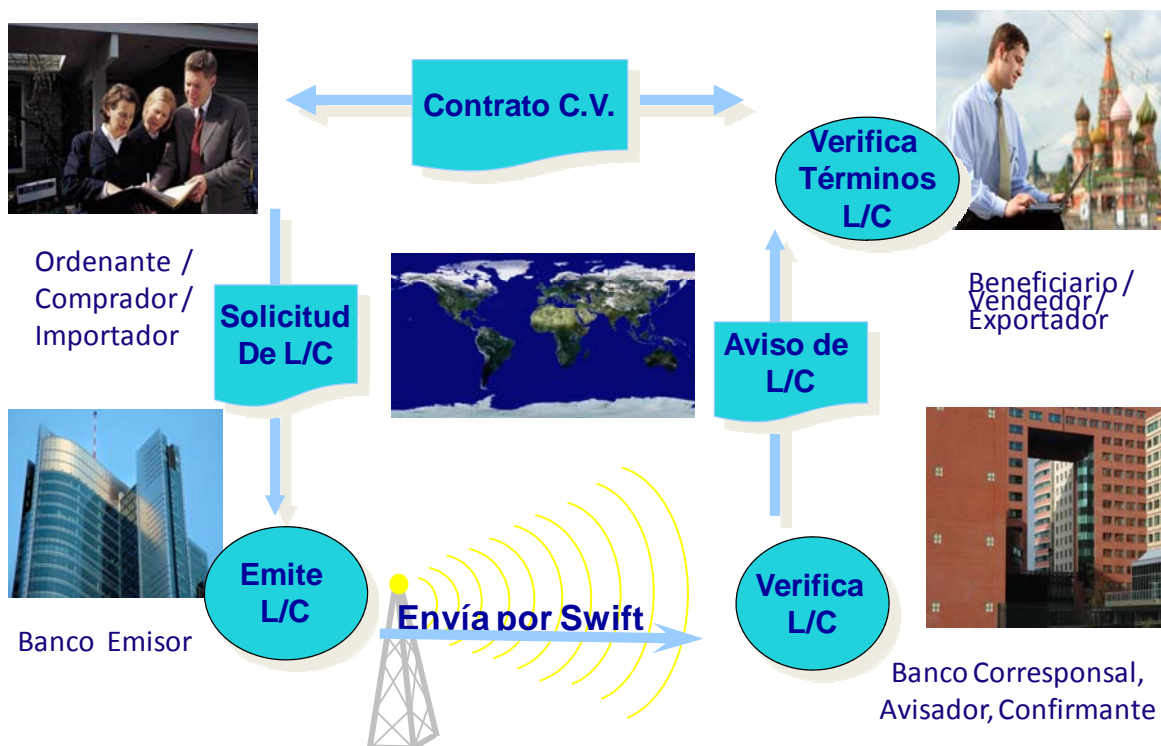 Contrato C.V.
Verifica
Términos
L/C
Ordenante /
Comprador/
Importador
Beneficiario /
Vendedor/
Exportador
Solicitud
De L/C
Aviso de
L/C
Emite
L/C
Envía por Swift
Verifica
L/C
Banco Emisor
Banco Corresponsal,
Avisador, Confirmante